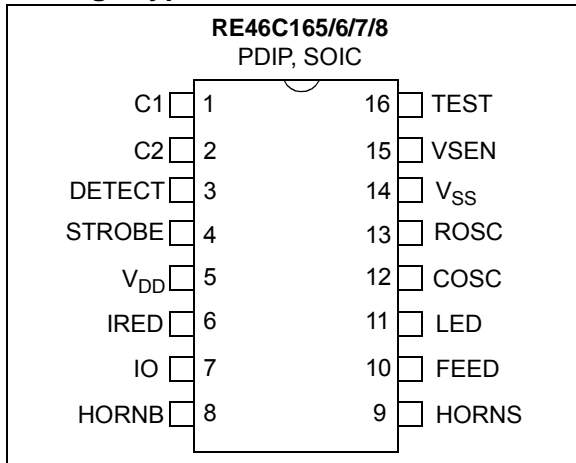 RE46C165/6/7/8
PDIP, SOIC
C1 1 16 TEST
C2 2 15 VSEN
DETECT 3 14 VSS
STROBE 4 13 ROSC
VDD 5 12 COSC
IRED 6 11 LED
IO 7 10 FEED
HORNB 8 9 HORNS